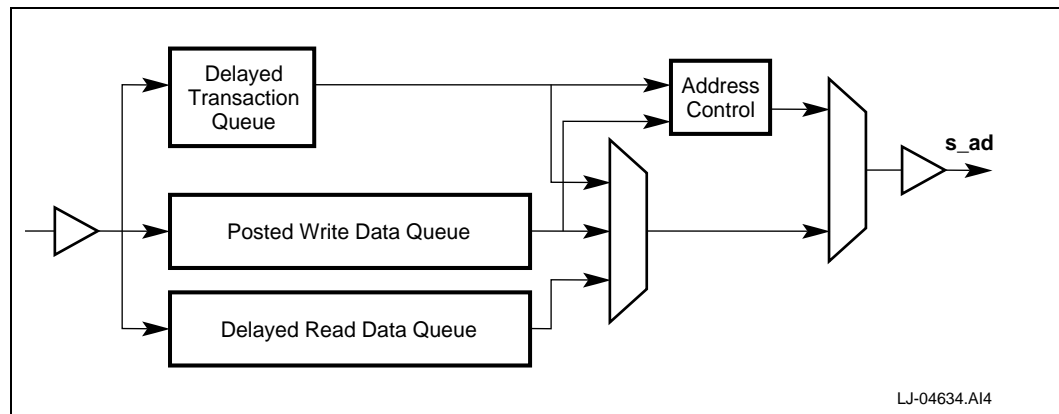 Delayed
Transaction
Queue
Address
Control
s_ad
Posted Write Data Queue
Delayed Read Data Queue
LJ-04634.AI4